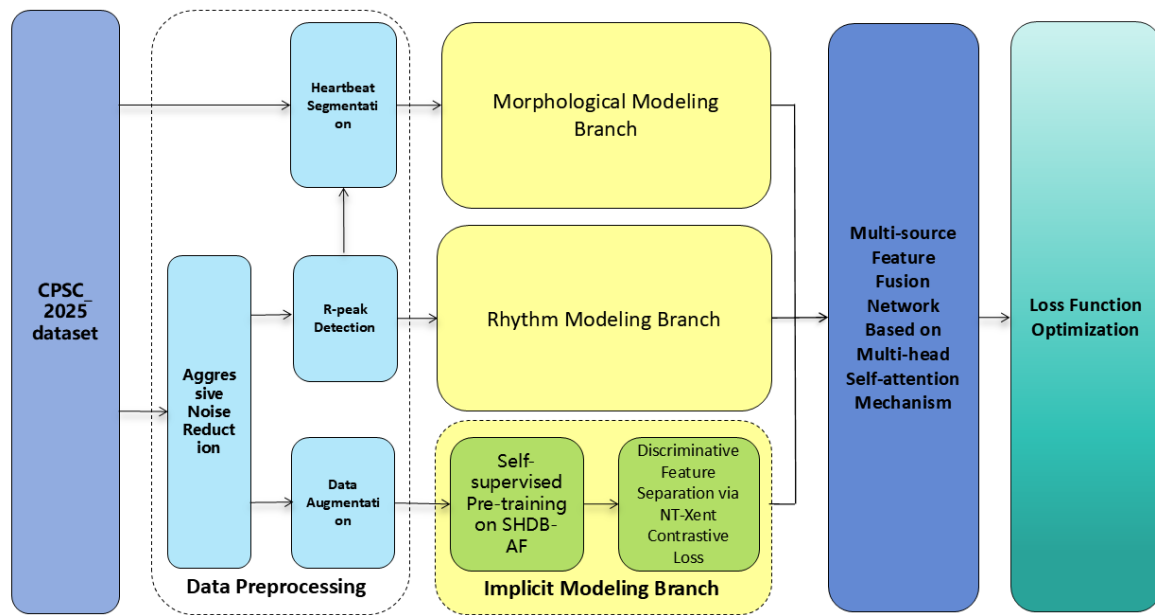 CPSC_
2025
dataset
Aggres
sive
Noise
Reduct
ion
Heartbeat
Segmentati
on
R-peak
Detection
Data
Augmentati
on
Data Preprocessing
Morphological Modeling
Branch
Rhythm Modeling Branch
Self-
supervised
Pre-training
on SHDB-
AF
Discriminative
Feature
Separation via
NT-Xent
Contrastive
Loss
Implicit Modeling Branch
Multi-source
Feature
Fusion
Network
Based on
Multi-head
Self-attention
Mechanism
Loss Function
Optimization